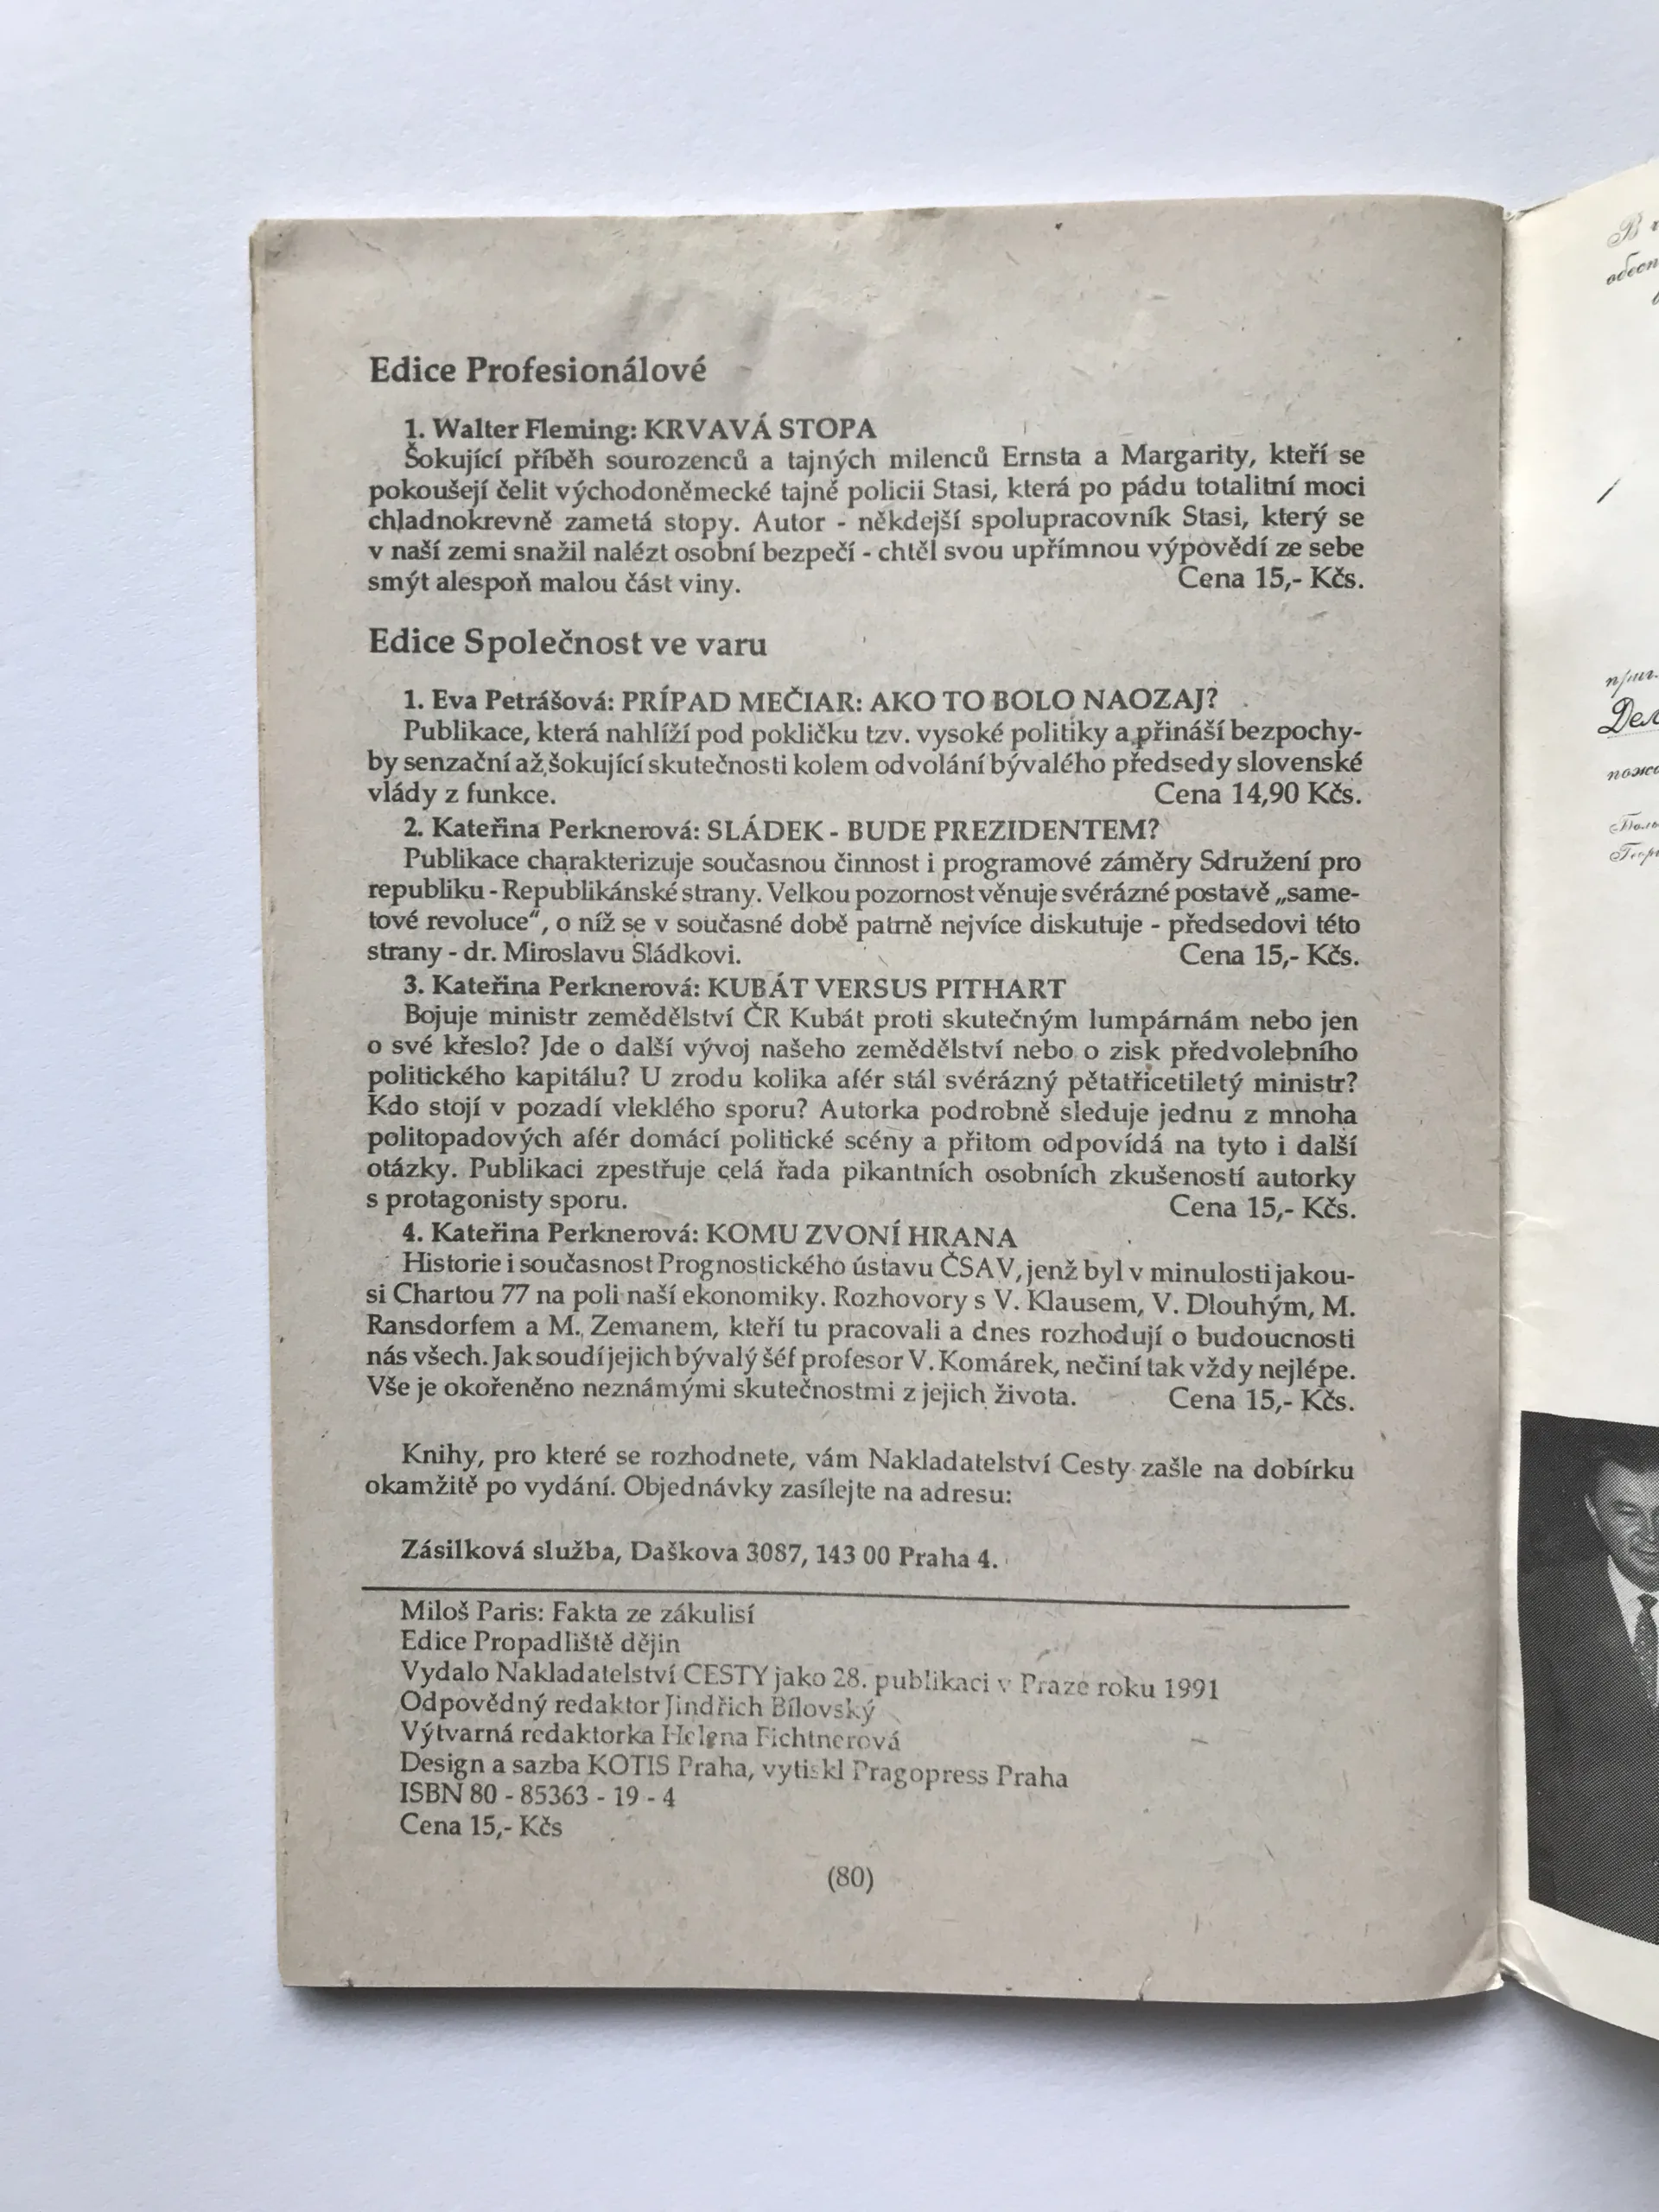 Edice Profesionálové
1. Walter Fleming: KRVAVÁ STOPA
Šokující příběh sourozenců a tajných milenců Ernsta a Margarity, kteří se
pokoušejí čelit východoněmecké tajné policii Stasi, která po pádu totalitní moci
chladnokrevně zametá stopy. Autor - někdejší spolupracovník Stasi, který se
v naší zemi snažil nalézt osobní bezpečí - chtěl svou upřímnou výpovědí ze sebe
smýt alespoň malou část viny. Cena 15,- Kčs.
Edice Společnost ve varu
1. Eva Petrášová: PRÍPAD MEČIAR: AKO TO BOLO NAOZAJ?
Publikace, která nahlíží pod pokličku tzv. vysoké politiky a přináší bezpochy-
by senzační až šokující skutečnosti kolem odvolání bývalého předsedy slovenské
vlády z funkce. Cena 14,90 Kčs.
2. Kateřina Perknerová: SLÁDEK - BUDE PREZIDENTEM?
Publikace charakterizuje současnou činnost i programové záměry Sdružení pro
republiku - Republikánské strany. Velkou pozornost věnuje svérázné postavě „same-
tové revoluce“, o níž se v současné době patrně nejvíce diskutuje - předsedovi této
strany - dr. Miroslavu Sládkovi. Cena 15,- Kčs.
3. Kateřina Perknerová: KUBÁT VERSUS PITHART
Bojuje ministr zemědělství ČR Kubát proti skutečným lumpárnám nebo jen
o své křeslo? Jde o další vývoj našeho zemědělství nebo o zisk předvolebního
politického kapitálu? U zrodu kolika afér stál svérázný pětatřicetiletý ministr?
Kdo stojí v pozadí vleklého sporu? Autorka podrobně sleduje jednu z mnoha
politopadových afér domácí politické scény a přitom odpovídá na tyto i další
otázky. Publikaci zpestřuje celá řada pikantních osobních zkušeností autorky
s protagonisty sporu. Cena 15,- Kčs.
4. Kateřina Perknerová: KOMU ZVONÍ HRANA
Historie i současnost Prognostického ústavu ČSAV, jenž byl v minulosti jakou-
si Chartou 77 na poli naší ekonomiky. Rozhovory s V. Klausem, V. Dlouhým, M.
Ransdorfem a M. Zemanem, kteří tu pracovali a dnes rozhodují o budoucnosti
nás všech. Jak soudí jejich bývalý šéf profesor V. Komárek, nečiní tak vždy nejlépe.
Vše je okořeněno neznámými skutečnostmi z jejich života. Cena 15,- Kčs.
Knihy, pro které se rozhodnete, vám Nakladatelství Cesty zašle na dobírku
okamžitě po vydání. Objednávky zasílejte na adresu:
Zásilková služba, Daškova 3087, 143 00 Praha 4.
Miloš Paris: Fakta ze zákulisí
Edice Propadliště dějin
Vydalo Nakladatelství CESTY jako 28. publikaci v Praze roku 1991
Odpovědný redaktor Jindřich Bílovský
Výtvarná redaktorka Helena Fichtnerová
Design a sazba KOTIS Praha, vytiskl Pragopress Praha
ISBN 80 - 85363 - 19 - 4
Cena 15,- Kčs
(80)